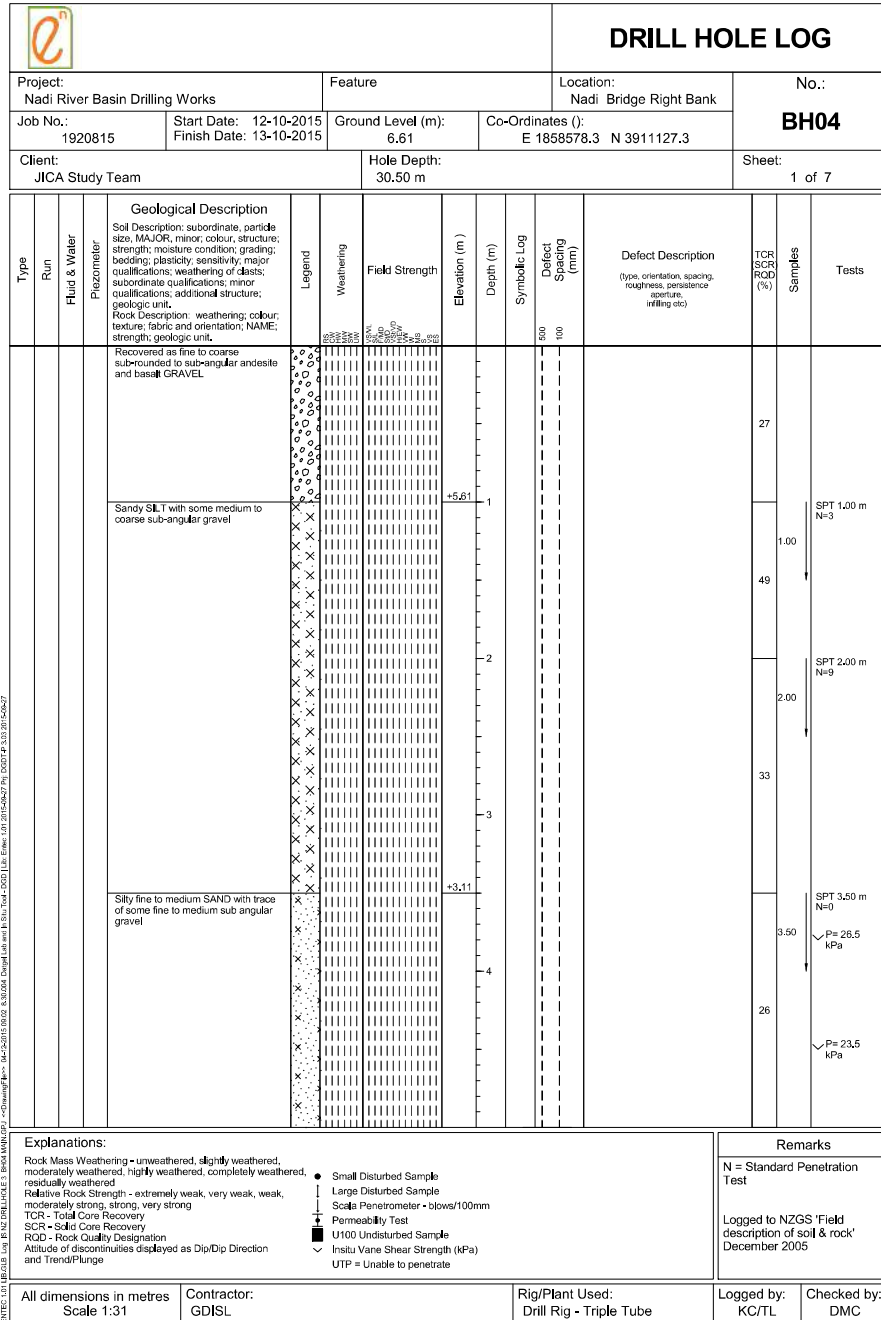 DRILL HOLE LOG
Project:
Nadi River Basin Drilling Works
Feature
Location:
Nadi Bridge Right Bank
No.:
BH04
Job No.:
1920815
Start Date: 12-10-2015
Finish Date: 13-10-2015
Ground Level (m):
6.61
Co-Ordinates ():
E 1858578.3 N 3911127.3
Client:
JICA Study Team
Hole Depth:
30.50 m
Sheet:
1 of 7
Type
Run
Fluid & Water
Piezometer
Geological Description
Soil Description: subordinate, particle
size, MAJOR, minor; colour, structure;
strength; moisture condition; grading;
bedding; plasticity; sensitivity; major
qualifications; weathering of clasts;
subordinate qualifications; minor
qualifications; additional structure;
geologic unit.
Rock Description: weathering; colour;
texture; fabric and orientation; NAME;
strength; geologic unit.
Legend
Weathering
Field Strength
Elevation (m )
Depth (m)
Symbolic Log
Defect
Spacing
(mm)
500
100
Defect Description
(type, orientation, spacing,
roughness, persistence
aperture,
infilling etc)
TCR
SCR
RQD
(%)
Samples
Tests
Recovered as fine to coarse
sub-rounded to sub-angular andesite
and basalt GRAVEL
27
+5.61
1
Sandy SILT with some medium to
coarse sub-angular gravel
SPT 1.00 m
N=3
1.00
49
2
SPT 2.00 m
N=9
2.00
33
3
+3.11
Silty fine to medium SAND with trace
of some fine to medium sub angular
gravel
SPT 3.50 m
N=0
3.50
P= 26.5
kPa
4
26
P= 23.5
kPa
Explanations:
Rock Mass Weathering - unweathered, slightly weathered,
moderately weathered, highly weathered, completely weathered,
residually weathered
Relative Rock Strength - extremely weak, very weak, weak,
moderately strong, strong, very strong
TCR - Total Core Recovery
SCR - Solid Core Recovery
RQD - Rock Quality Designation
Attitude of discontinuities displayed as Dip/Dip Direction
and Trend/Plunge
Small Disturbed Sample
Large Disturbed Sample
Scala Penetrometer - blows/100mm
Permeability Test
U100 Undisturbed Sample
Insitu Vane Shear Strength (kPa)
UTP = Unable to penetrate
Remarks
N = Standard Penetration
Test
Logged to NZGS 'Field
description of soil & rock'
December 2005
All dimensions in metres
Scale 1:31
Contractor:
GDISL
Rig/Plant Used:
Drill Rig - Triple Tube
Logged by:
KC/TL
Checked by:
DMC